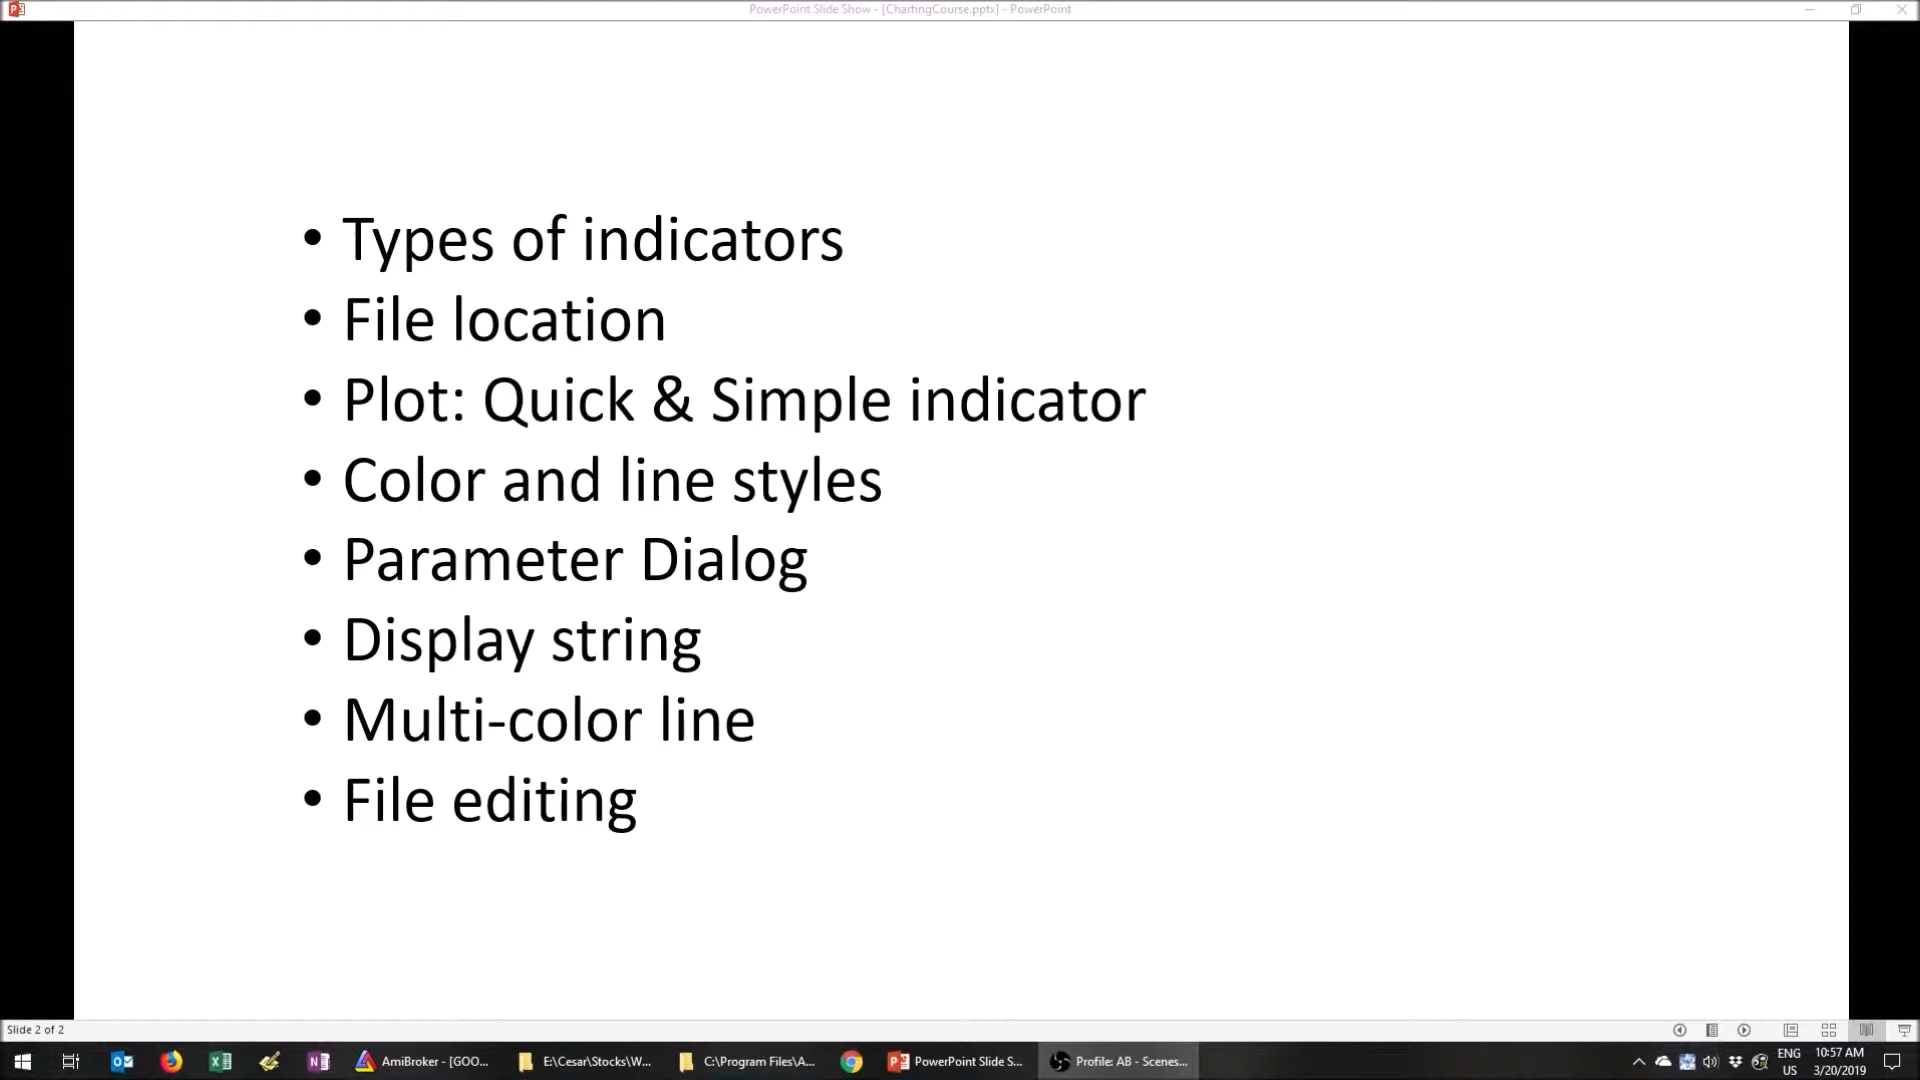 PowerPoint Slide Show - [ChartingCourse.pptx] - PowerPoint
• Types of indicators
• File location
• Plot: Quick & Simple indicator
• Color and line styles
• Parameter Dialog
• Display string
• Multi-color line
• File editing
Slide 2 of 2
AmiBroker - [GOO... E:\Cesar\Stocks\W... C:\Program Files\A... PowerPoint Slide S... Profile: AB - Scenes... ENG 10:57 AM
US 3/20/2019